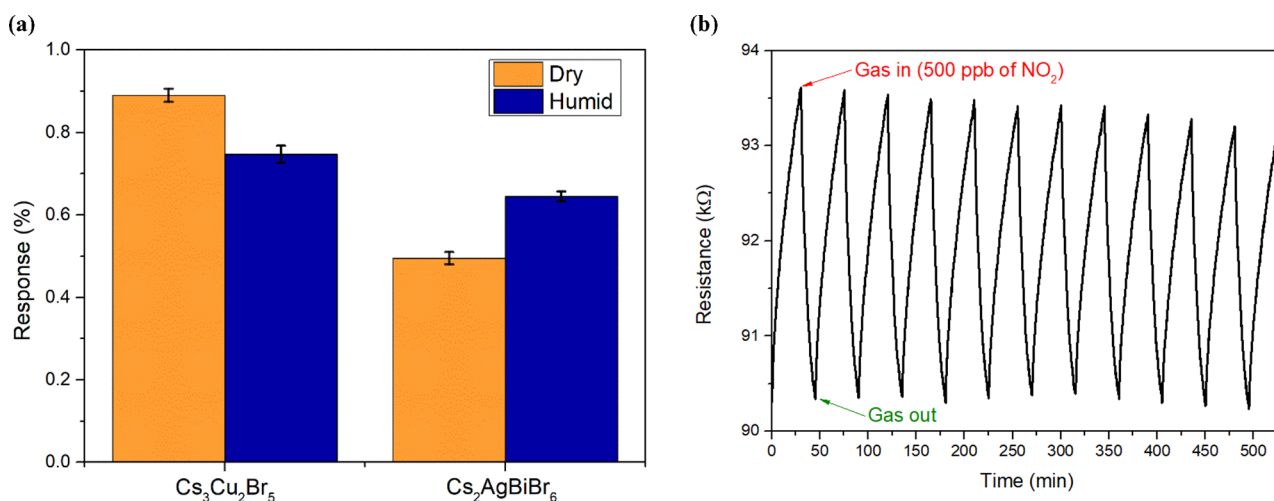 (a)
1.0
0.8
0.6
0.4
0.2
0.0
Response (%)
Dry
Humid
Cs₃Cu₂Br₅
Cs₂AgBiBr₆
(b)
94
93
92
91
90
Resistance (kΩ)
Gas in (500 ppb of NO₂)
Gas out
0 50 100 150 200 250 300 350 400 450 500
Time (min)